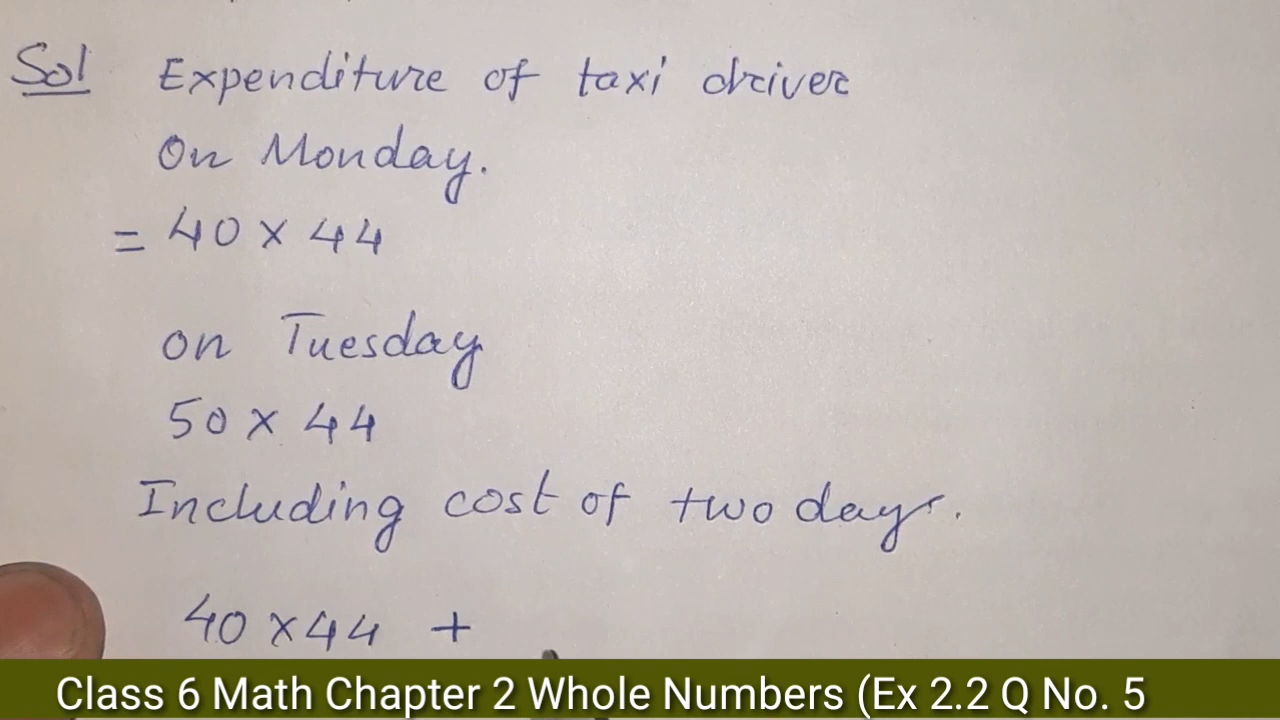 Sol Expenditure of taxi driver
On Monday.
= 40 × 44
on Tuesday
50 × 44
Including cost of two days.
40 × 44 +
Class 6 Math Chapter 2 Whole Numbers (Ex 2.2 Q No. 5